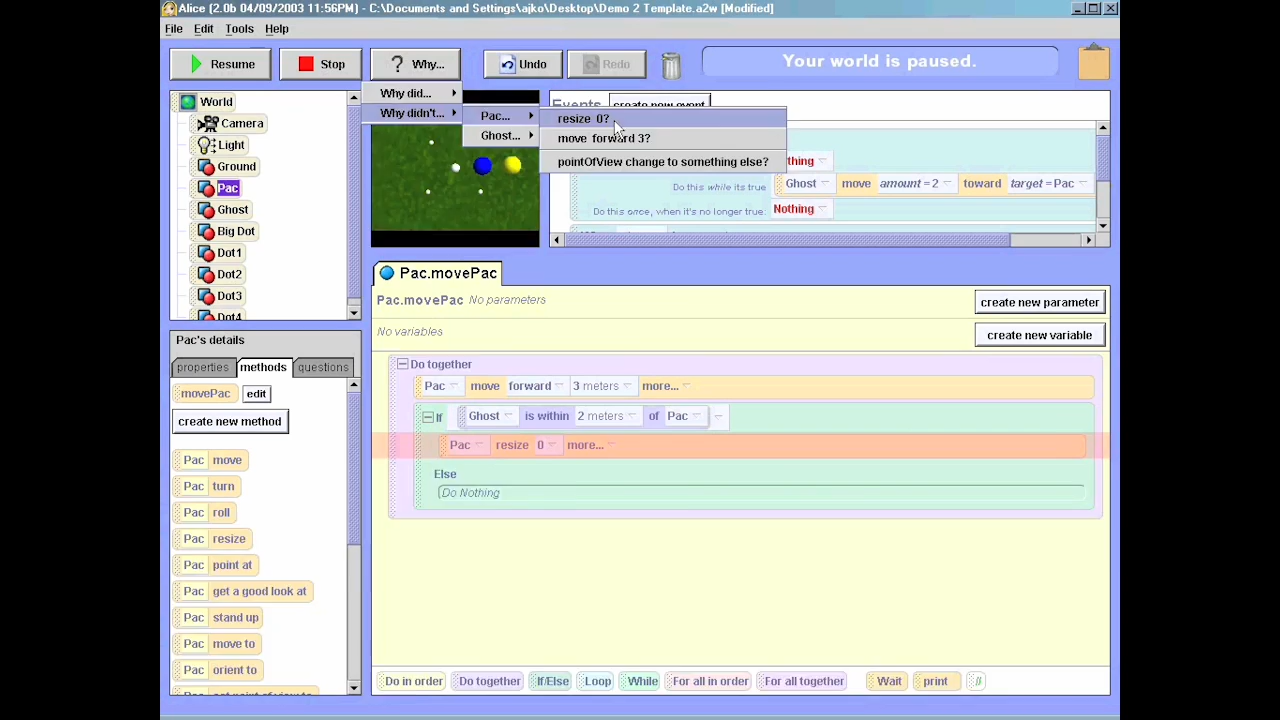 Alice (2.0b 04/09/2003 11:56PM) - C:\Documents and Settings\ajko\Desktop\Demo 2 Template.a2w [Modified]
File Edit Tools Help
Resume Stop ? Why... Undo Redo Your world is paused.
Why did...
Why didn't...
Pac...
Ghost...
resize 0?
move forward 3?
pointOfView change to something else?
World
Camera
Light
Ground
Pac
Ghost
Big Dot
Dot1
Dot2
Dot3
Dot4
Events create new event
Do this while its true Ghost move amount = 2 toward target = Pac
Do this once, when it's no longer true: Nothing
Pac's details
properties methods questions
movePac edit
create new method
Pac move
Pac turn
Pac roll
Pac resize
Pac point at
Pac get a good look at
Pac stand up
Pac move to
Pac orient to
Pac.movePac
Pac.movePac No parameters create new parameter
No variables create new variable
Do together
Pac move forward 3 meters more...
If Ghost is within 2 meters of Pac
Pac resize 0 more...
Else
Do Nothing
Do in order Do together If/Else Loop While For all in order For all together Wait print //